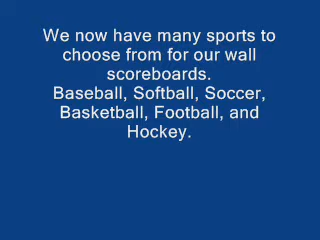 We now have many sports to
choose from for our wall
scoreboards.
Baseball, Softball, Soccer,
Basketball, Football, and
Hockey.